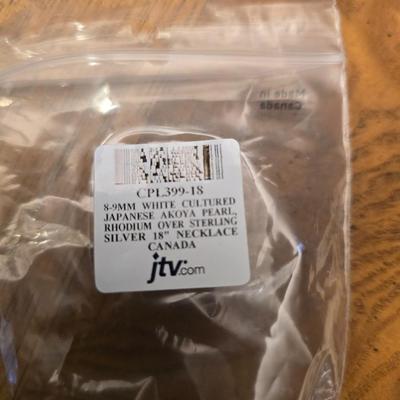 Made in
Canada
CPL399-18
8-9MM WHITE CULTURED
JAPANESE AKOYA PEARL,
RHODIUM OVER STERLING
SILVER 18" NECKLACE
CANADA
jtv.com